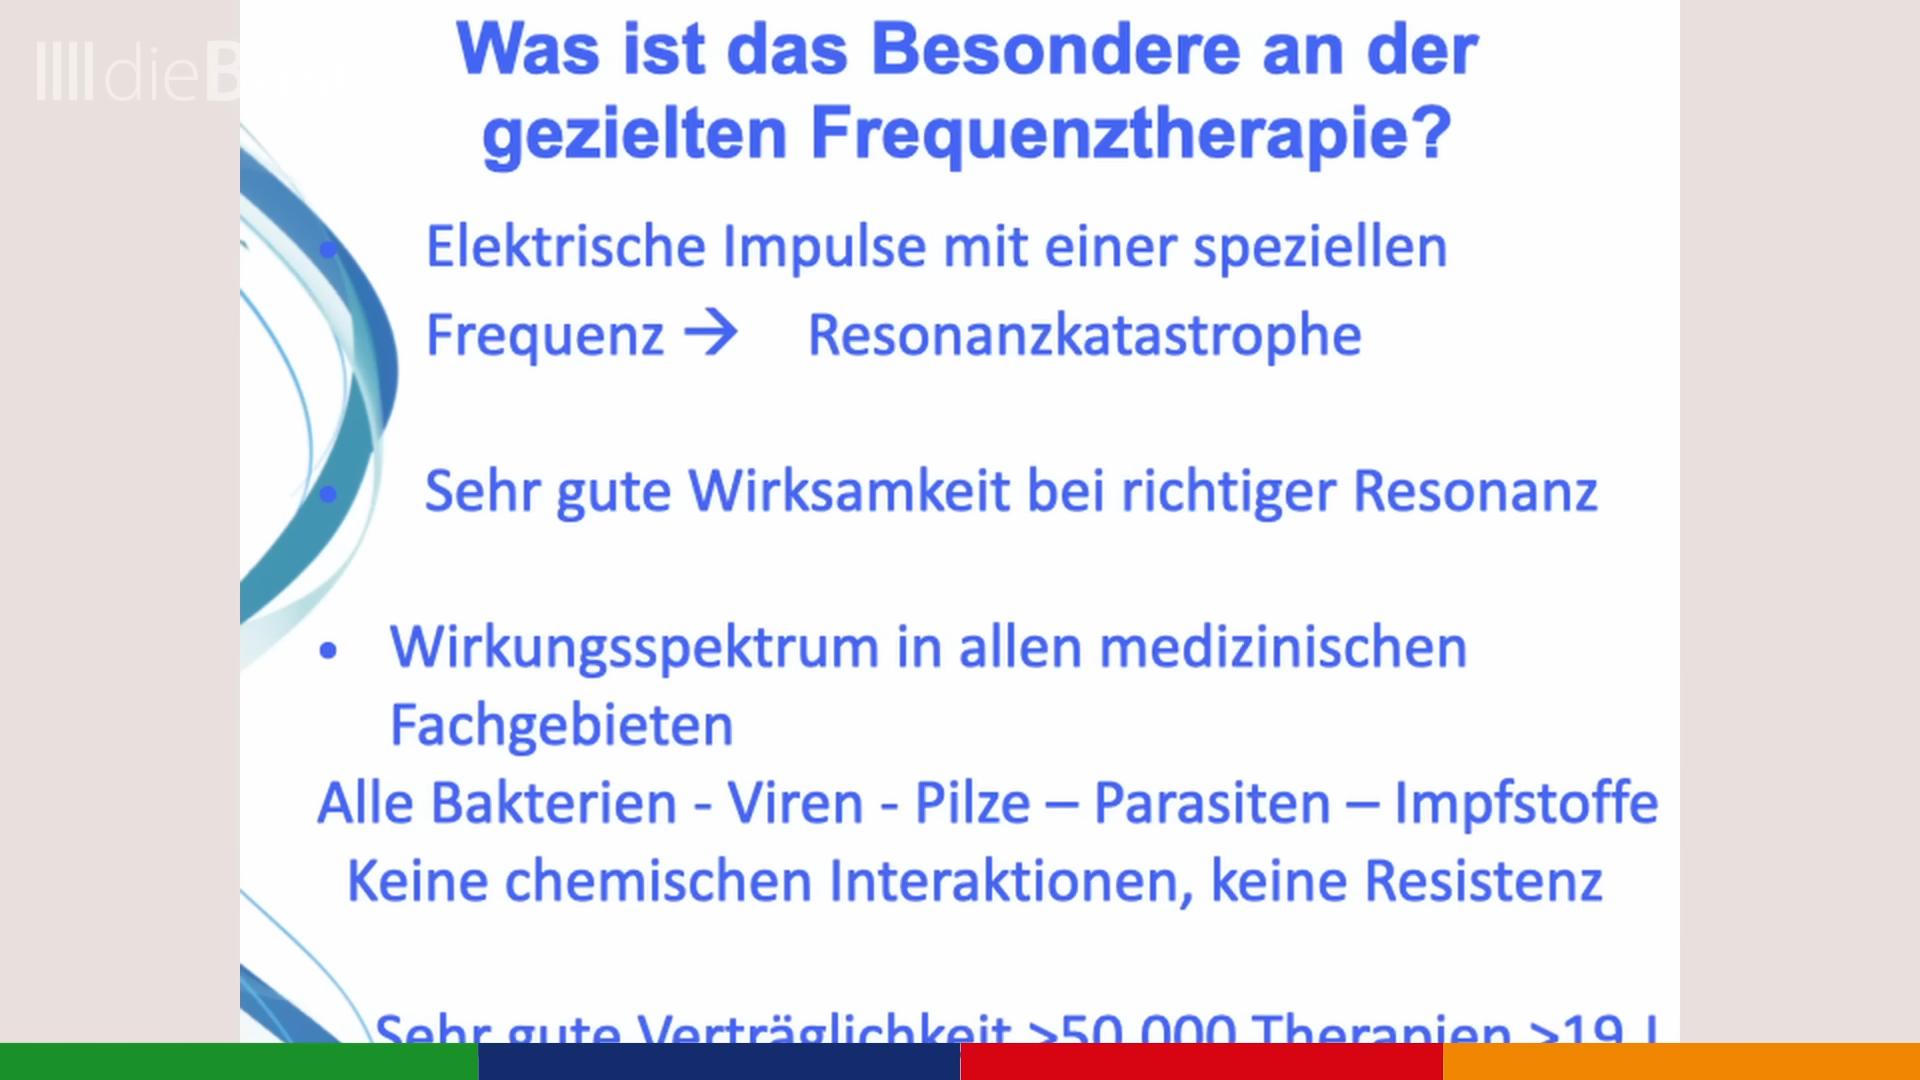 dieB
Was ist das Besondere an der
gezielten Frequenztherapie?
• Elektrische Impulse mit einer speziellen
Frequenz → Resonanzkatastrophe
• Sehr gute Wirksamkeit bei richtiger Resonanz
• Wirkungsspektrum in allen medizinischen
Fachgebieten
Alle Bakterien - Viren - Pilze – Parasiten – Impfstoffe
Keine chemischen Interaktionen, keine Resistenz
Sehr gute Verträglichkeit >50.000 Therapien >19 J